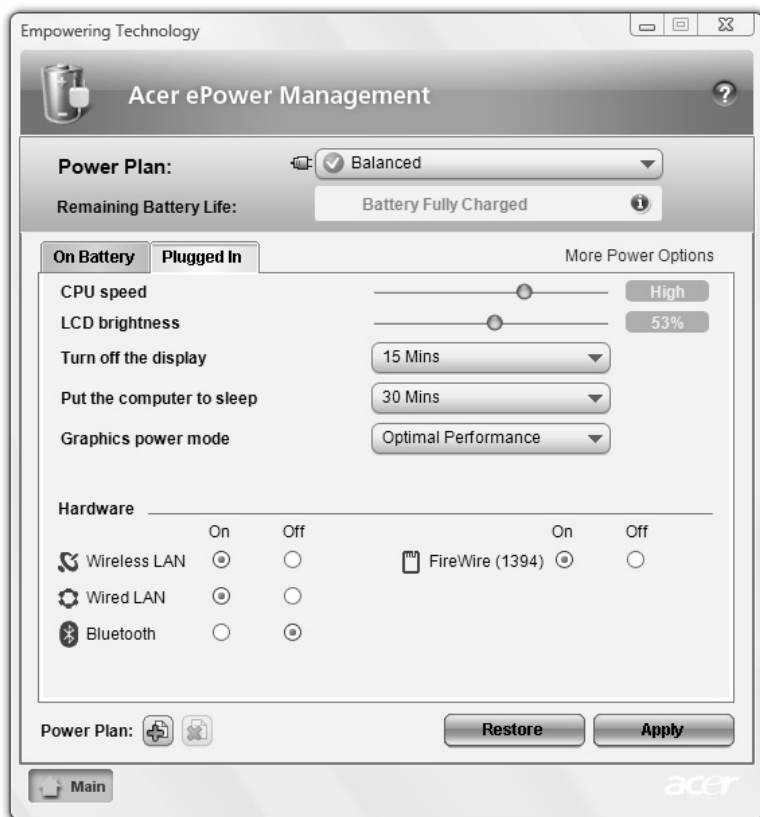 Empowering Technology
Acer ePower Management
?
Power Plan:
Balanced
Remaining Battery Life:
Battery Fully Charged
i
On Battery
Plugged In
More Power Options
CPU speed
High
LCD brightness
53%
Turn off the display
15 Mins
Put the computer to sleep
30 Mins
Graphics power mode
Optimal Performance
Hardware
On Off On Off
Wireless LAN
FireWire (1394)
Wired LAN
Bluetooth
Power Plan:
Restore
Apply
Main
acer